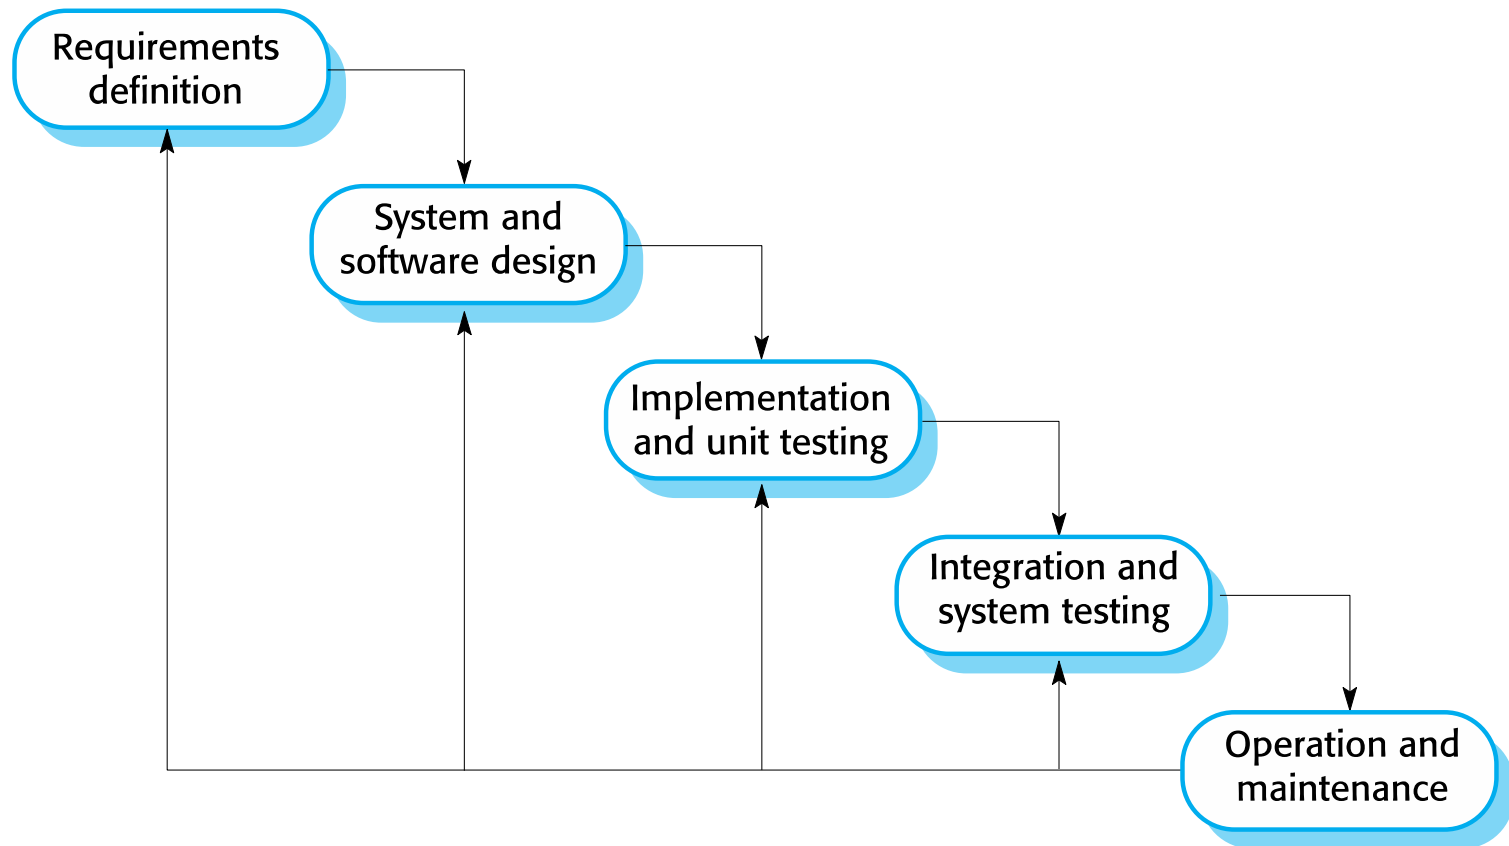 Requirements
definition
System and
software design
Implementation
and unit testing
Integration and
system testing
Operation and
maintenance